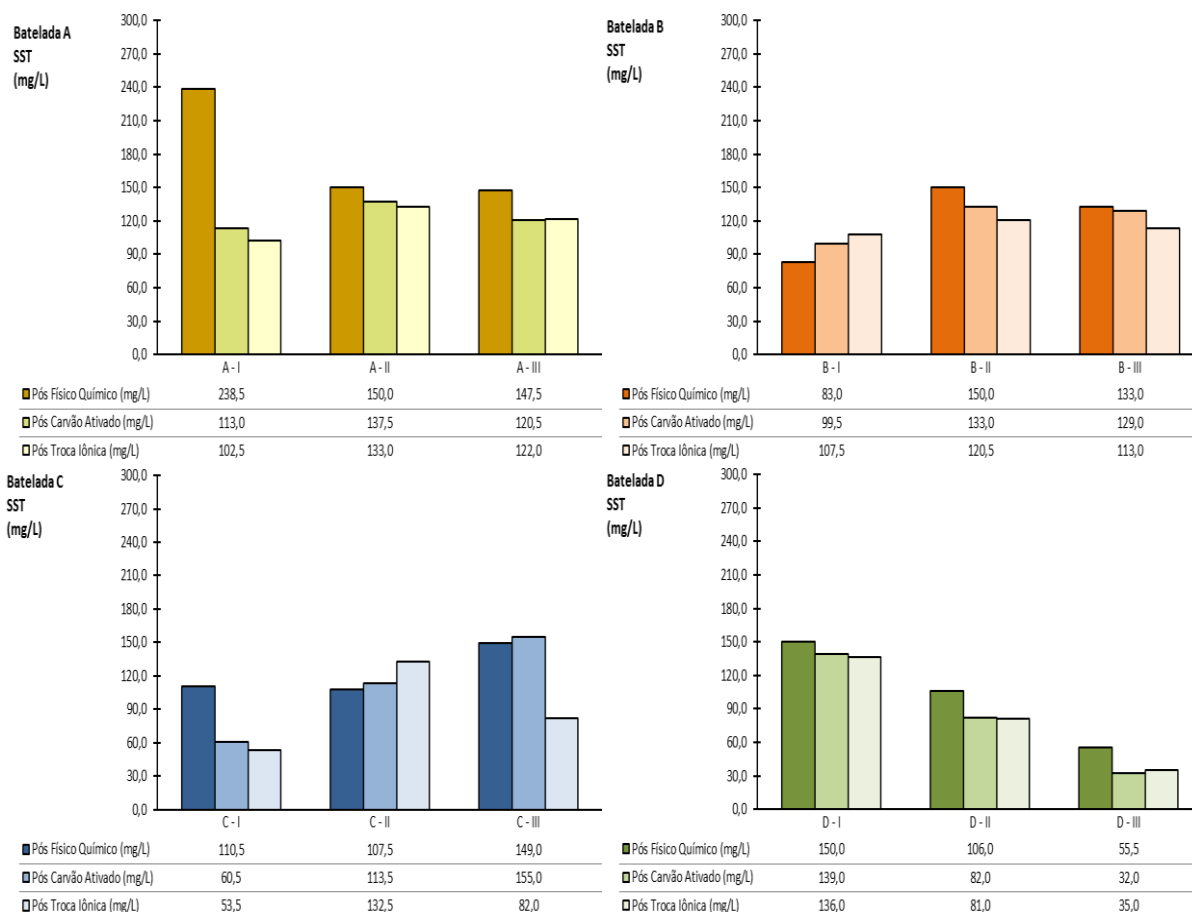 Batelada A
SST
(mg/L)
300,0
270,0
240,0
210,0
180,0
150,0
120,0
90,0
60,0
30,0
0,0
A - I A - II A - III
Pós Físico Químico (mg/L) 238,5 150,0 147,5
Pós Carvão Ativado (mg/L) 113,0 137,5 120,5
Pós Troca Iônica (mg/L) 102,5 133,0 122,0
Batelada B
SST
(mg/L)
300,0
270,0
240,0
210,0
180,0
150,0
120,0
90,0
60,0
30,0
0,0
B - I B - II B - III
Pós Físico Químico (mg/L) 83,0 150,0 133,0
Pós Carvão Ativado (mg/L) 99,5 133,0 129,0
Pós Troca Iônica (mg/L) 107,5 120,5 113,0
Batelada C
SST
(mg/L)
300,0
270,0
240,0
210,0
180,0
150,0
120,0
90,0
60,0
30,0
0,0
C - I C - II C - III
Pós Físico Químico (mg/L) 110,5 107,5 149,0
Pós Carvão Ativado (mg/L) 60,5 113,5 155,0
Pós Troca Iônica (mg/L) 53,5 132,5 82,0
Batelada D
SST
(mg/L)
300,0
270,0
240,0
210,0
180,0
150,0
120,0
90,0
60,0
30,0
0,0
D - I D - II D - III
Pós Físico Químico (mg/L) 150,0 106,0 55,5
Pós Carvão Ativado (mg/L) 139,0 82,0 32,0
Pós Troca Iônica (mg/L) 136,0 81,0 35,0